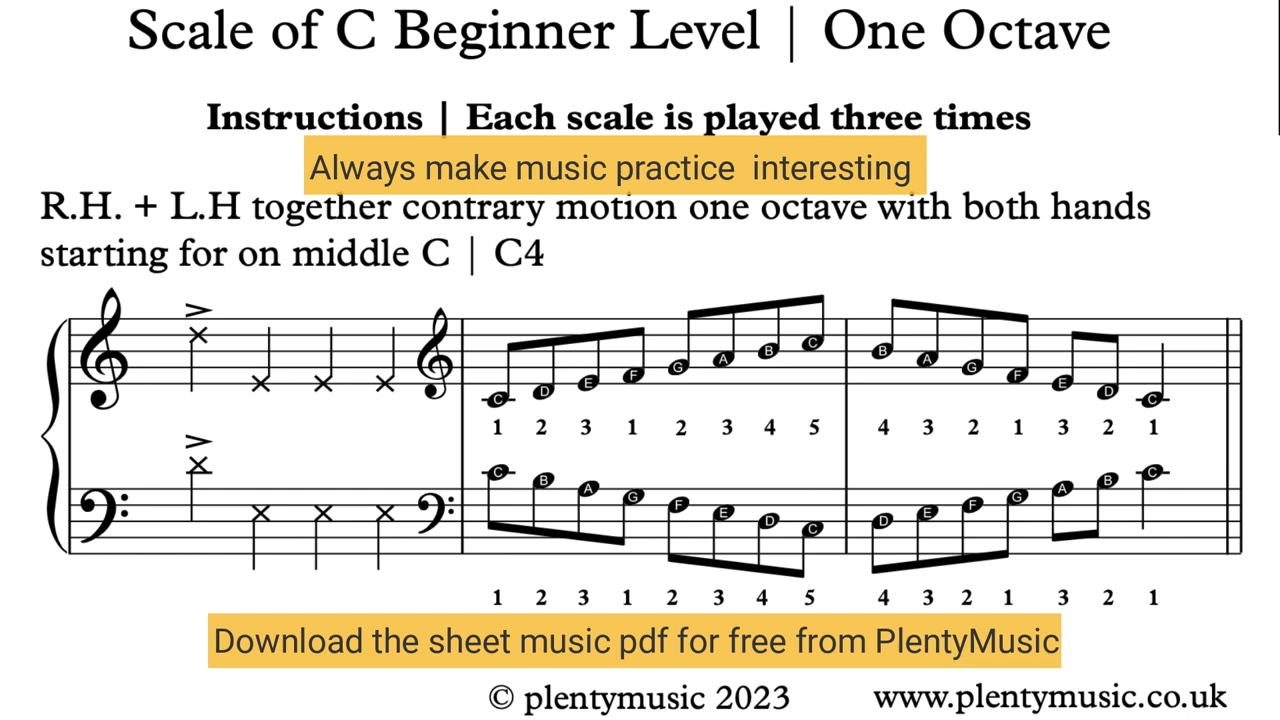 Scale of C Beginner Level | One Octave
Instructions | Each scale is played three times
Always make music practice interesting
R.H. + L.H together contrary motion one octave with both hands
starting for on middle C | C4
C D E F G A B C B A G F E D C
1 2 3 1 2 3 4 5 4 3 2 1 3 2 1
C B A G F E D C D E F G A B C
1 2 3 1 2 3 4 5 4 3 2 1 3 2 1
Download the sheet music pdf for free from PlentyMusic
© plentymusic 2023 www.plentymusic.co.uk